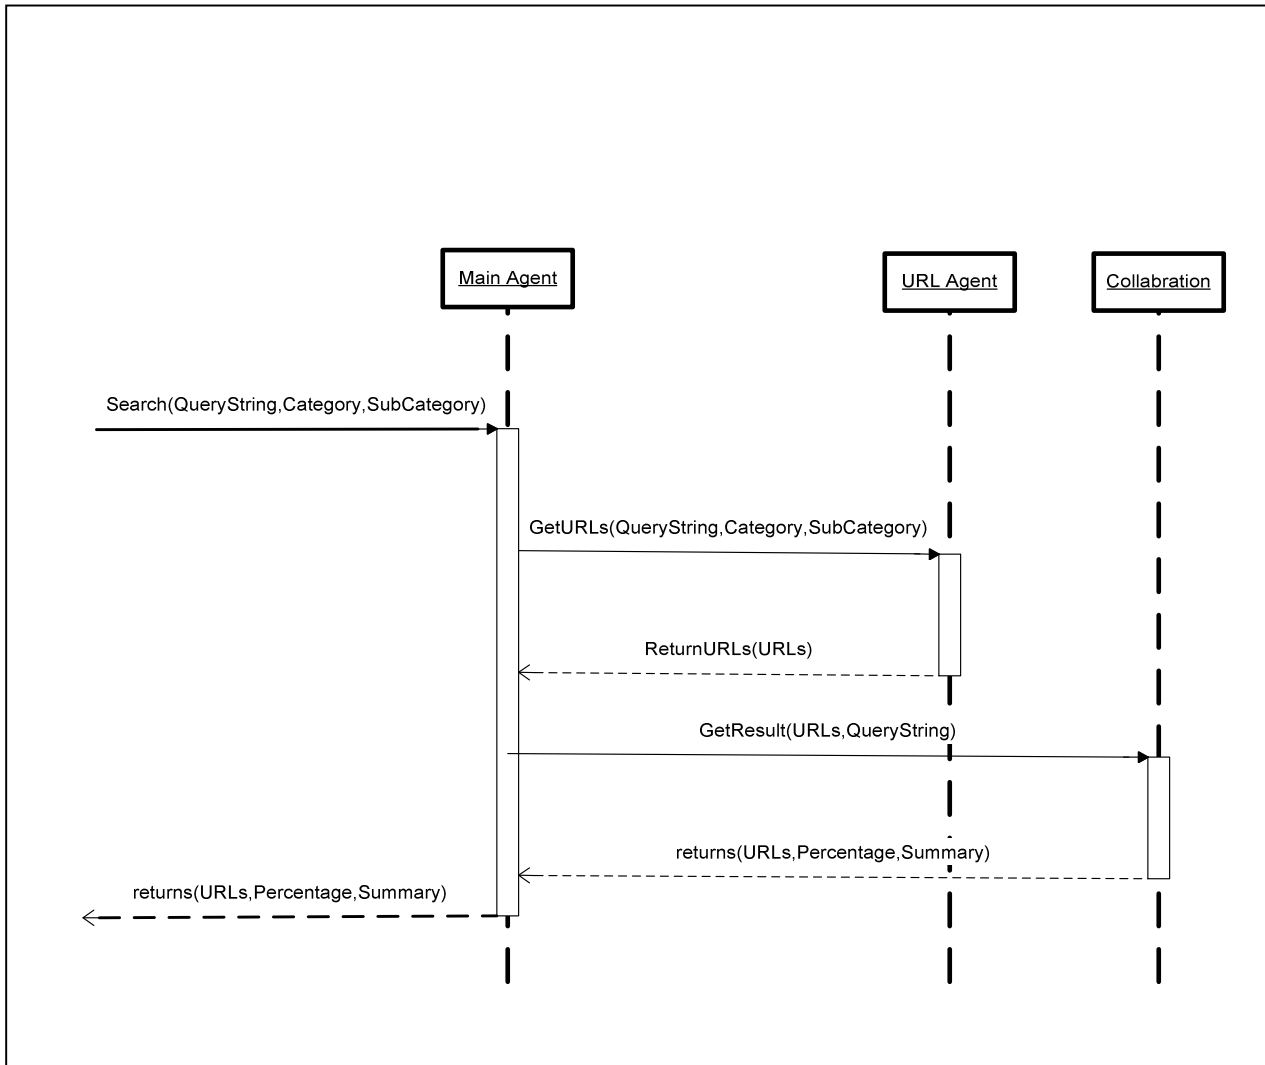 Main Agent
URL Agent
Collabration
Search(QueryString,Category,SubCategory)
GetURLs(QueryString,Category,SubCategory)
ReturnURLs(URLs)
GetResult(URLs,QueryString)
returns(URLs,Percentage,Summary)
returns(URLs,Percentage,Summary)